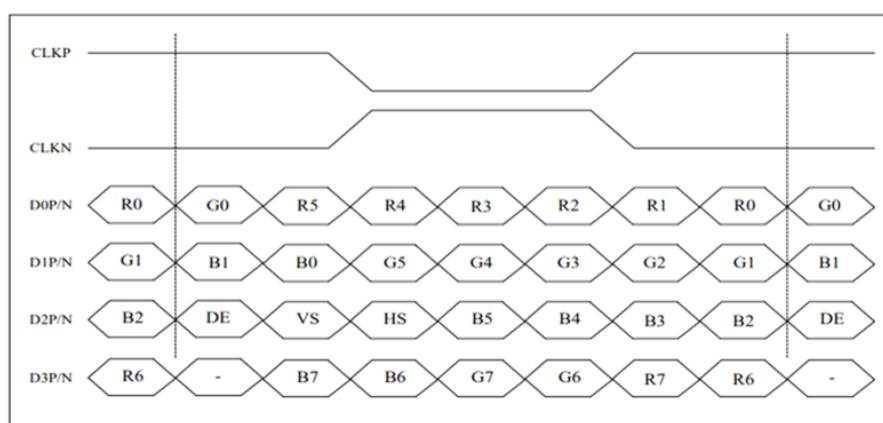 CLKP
CLKN
D0P/N R0 G0 R5 R4 R3 R2 R1 R0 G0
D1P/N G1 B1 B0 G5 G4 G3 G2 G1 B1
D2P/N B2 DE VS HS B5 B4 B3 B2 DE
D3P/N R6 - B7 B6 G7 G6 R7 R6 -